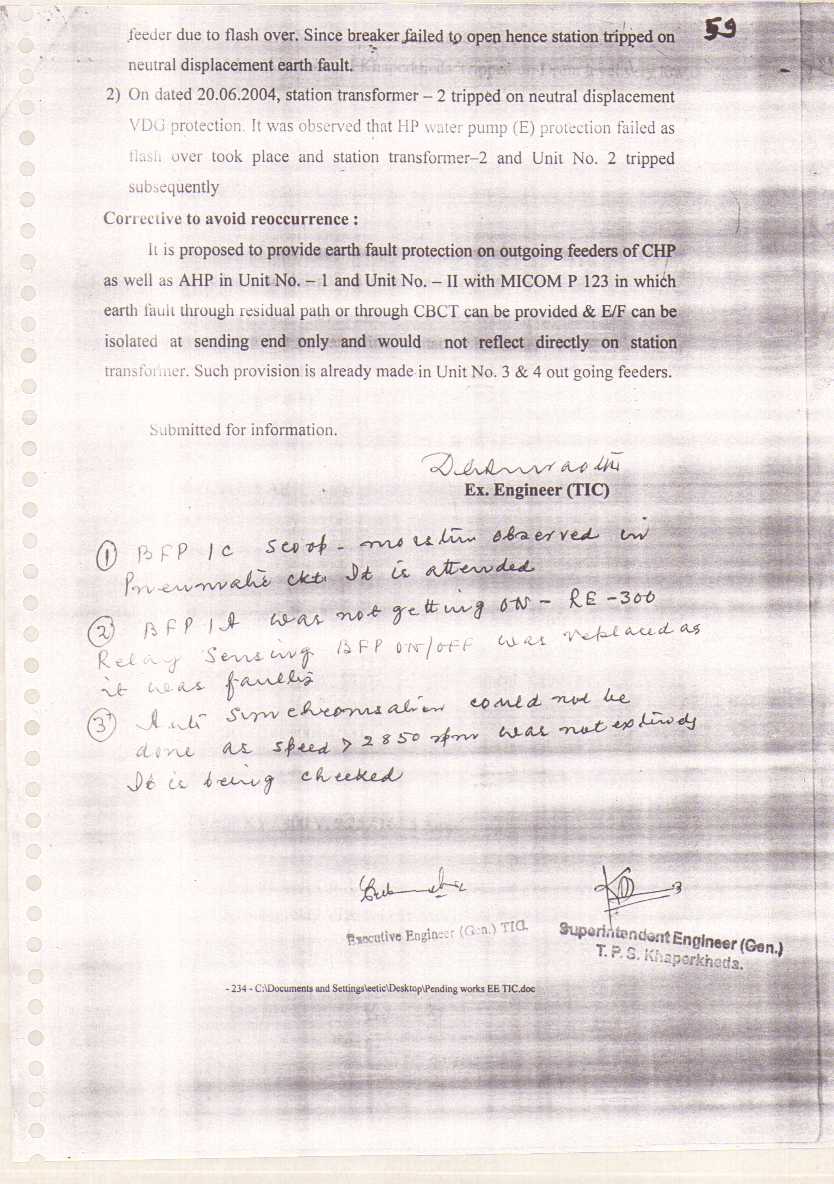 59
feeder due to flash over. Since breaker failed to open hence station tripped on
neutral displacement earth fault.
2) On dated 20.06.2004, station transformer – 2 tripped on neutral displacement
VDG protection. It was observed that HP water pump (E) protection failed as
flash over took place and station transformer–2 and Unit No. 2 tripped
subsequently
Corrective to avoid reoccurrence :
It is proposed to provide earth fault protection on outgoing feeders of CHP
as well as AHP in Unit No. – 1 and Unit No. – II with MICOM P 123 in which
earth fault through residual path or through CBCT can be provided & E/F can be
isolated at sending end only and would not reflect directly on station
transformer. Such provision is already made in Unit No. 3 & 4 out going feeders.
Submitted for information.
Ex. Engineer (TIC)
① BFP 1C scoop - moistur observed in
Pneunmatic ckt. It is attended
② BFP 1A was not getting ON - RE-300
Relay Sensing BFP ON/OFF was replaced as
it was faulty
③ Auto Synchronisation could not be
done as speed > 2850 rpm was not
It is being checked
Executive Engineer (Gen.) TIC.
Superintendent Engineer (Gen.)
T. P. S. Khaperkheda.
- 234 - C:\Documents and Settings\eetic\Desktop\Pending works EE TIC.doc